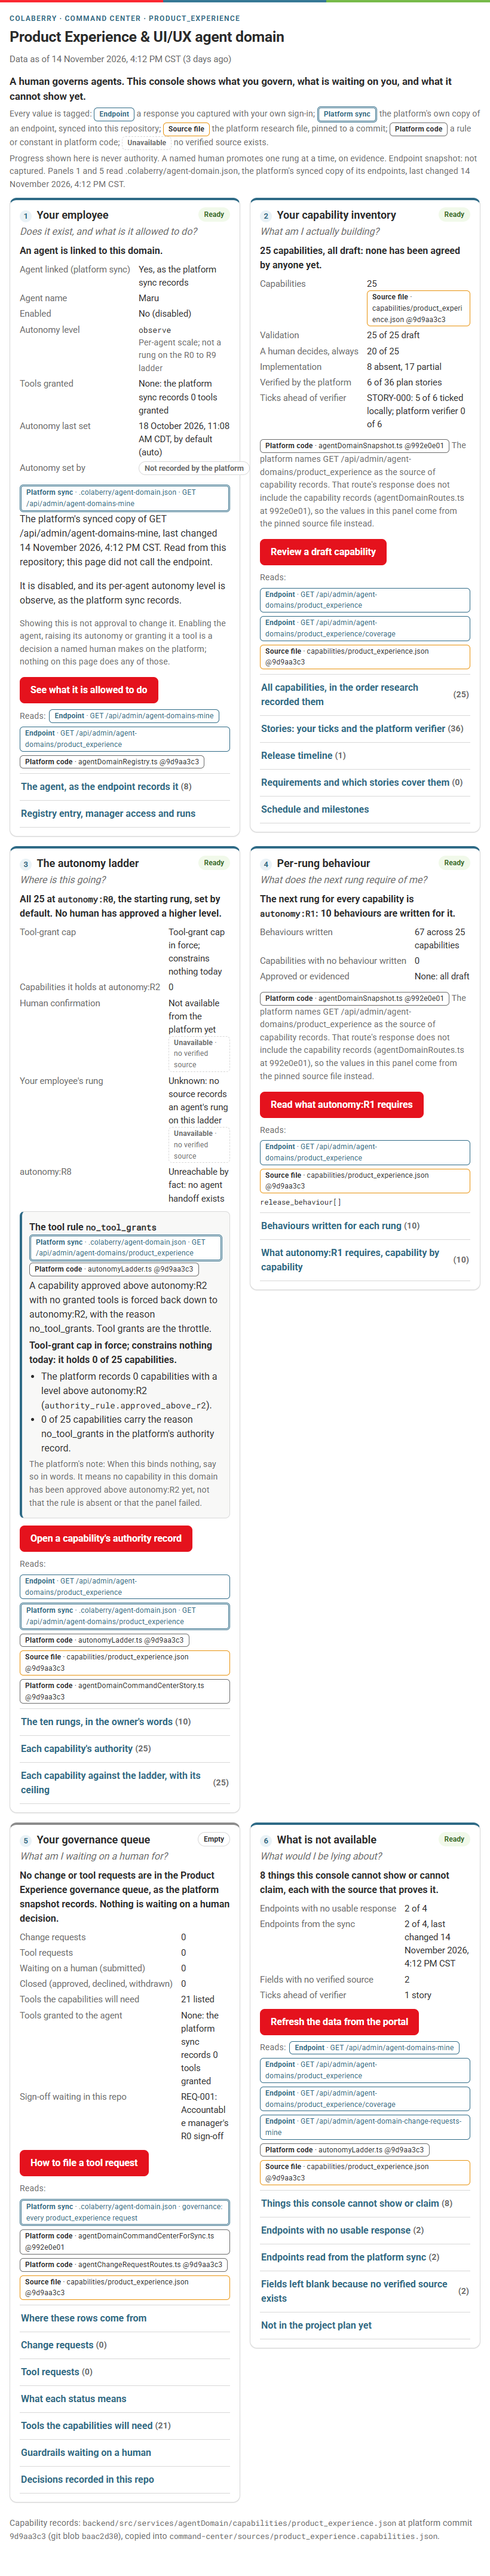 COLABERRY · COMMAND CENTER · PRODUCT_EXPERIENCE
Product Experience & UI/UX agent domain
Data as of 14 November 2026, 4:12 PM CST (3 days ago)
A human governs agents. This console shows what you govern, what is waiting on you, and what it
cannot show yet.
Every value is tagged: Endpoint a response you captured with your own sign-in; Platform sync the platform's own copy of
an endpoint, synced into this repository; Source file the platform research file, pinned to a commit; Platform code a rule
or constant in platform code; Unavailable no verified source exists.
Progress shown here is never authority. A named human promotes one rung at a time, on evidence. Endpoint snapshot: not
captured. Panels 1 and 5 read .colaberry/agent-domain.json, the platform's synced copy of its endpoints, last changed 14
November 2026, 4:12 PM CST.
1 Your employee Ready
Does it exist, and what is it allowed to do?
An agent is linked to this domain.
Agent linked (platform sync) Yes, as the platform
sync records
Agent name Maru
Enabled No (disabled)
Autonomy level observe
Per-agent scale; not a
rung on the R0 to R9
ladder
Tools granted None: the platform
sync records 0 tools
granted
Autonomy last set 18 October 2026, 11:08
AM CDT, by default
(auto)
Autonomy set by Not recorded by the platform
Platform sync · .colaberry/agent-domain.json · GET
/api/admin/agent-domains-mine
The platform's synced copy of GET
/api/admin/agent-domains-mine, last changed
14 November 2026, 4:12 PM CST. Read from this
repository; this page did not call the endpoint.
It is disabled, and its per-agent autonomy level is
observe, as the platform sync records.
Showing this is not approval to change it. Enabling the
agent, raising its autonomy or granting it a tool is a
decision a named human makes on the platform;
nothing on this page does any of those.
See what it is allowed to do
Reads: Endpoint · GET /api/admin/agent-domains-mine
Endpoint · GET /api/admin/agent-
domains/product_experience
Platform code · agentDomainRegistry.ts @9d9aa3c3
The agent, as the endpoint records it (8)
Registry entry, manager access and runs
2 Your capability inventory Ready
What am I actually building?
25 capabilities, all draft: none has been agreed
by anyone yet.
Capabilities 25
Source file ·
capabilities/product_experi
ence.json @9d9aa3c3
Validation 25 of 25 draft
A human decides, always 20 of 25
Implementation 8 absent, 17 partial
Verified by the platform 6 of 36 plan stories
Ticks ahead of verifier STORY-000: 5 of 6 ticked
locally; platform verifier 0
of 6
Platform code · agentDomainSnapshot.ts @992e0e01 The
platform names GET /api/admin/agent-
domains/product_experience as the source of
capability records. That route's response does not
include the capability records (agentDomainRoutes.ts
at 992e0e01), so the values in this panel come from
the pinned source file instead.
Review a draft capability
Reads:
Endpoint · GET /api/admin/agent-
domains/product_experience
Endpoint · GET /api/admin/agent-
domains/product_experience/coverage
Source file · capabilities/product_experience.json
@9d9aa3c3
All capabilities, in the order research
recorded them (25)
Stories: your ticks and the platform verifier (36)
Release timeline (1)
Requirements and which stories cover them (0)
Schedule and milestones
3 The autonomy ladder Ready
Where is this going?
All 25 at autonomy:R0, the starting rung, set by
default. No human has approved a higher level.
Tool-grant cap Tool-grant cap
in force;
constrains
nothing today
Capabilities it holds at autonomy:R2 0
Human confirmation Not available
from the
platform yet
Unavailable ·
no verified
source
Your employee's rung Unknown: no
source records
an agent's rung
on this ladder
Unavailable ·
no verified
source
autonomy:R8 Unreachable by
fact: no agent
handoff exists
The tool rule no_tool_grants
Platform sync · .colaberry/agent-domain.json · GET
/api/admin/agent-domains/product_experience
Platform code · autonomyLadder.ts @9d9aa3c3
A capability approved above autonomy:R2
with no granted tools is forced back down to
autonomy:R2, with the reason
no_tool_grants. Tool grants are the throttle.
Tool-grant cap in force; constrains nothing
today: it holds 0 of 25 capabilities.
• The platform records 0 capabilities with a
level above autonomy:R2
(authority_rule.approved_above_r2).
• 0 of 25 capabilities carry the reason
no_tool_grants in the platform's authority
record.
The platform's note: When this binds nothing, say
so in words. It means no capability in this domain
has been approved above autonomy:R2 yet, not
that the rule is absent or that the panel failed.
Open a capability's authority record
Reads:
Endpoint · GET /api/admin/agent-
domains/product_experience
Platform sync · .colaberry/agent-domain.json · GET
/api/admin/agent-domains/product_experience
Platform code · autonomyLadder.ts @9d9aa3c3
Source file · capabilities/product_experience.json
@9d9aa3c3
Platform code · agentDomainCommandCenterStory.ts
@9d9aa3c3
The ten rungs, in the owner's words (10)
Each capability's authority (25)
Each capability against the ladder, with its
ceiling (25)
4 Per-rung behaviour Ready
What does the next rung require of me?
The next rung for every capability is
autonomy:R1: 10 behaviours are written for it.
Behaviours written 67 across 25
capabilities
Capabilities with no behaviour written 0
Approved or evidenced None: all draft
Platform code · agentDomainSnapshot.ts @992e0e01 The
platform names GET /api/admin/agent-
domains/product_experience as the source of
capability records. That route's response does not
include the capability records (agentDomainRoutes.ts
at 992e0e01), so the values in this panel come from
the pinned source file instead.
Read what autonomy:R1 requires
Reads:
Endpoint · GET /api/admin/agent-
domains/product_experience
Source file · capabilities/product_experience.json
@9d9aa3c3
release_behaviour[]
Behaviours written for each rung (10)
What autonomy:R1 requires, capability by
capability (10)
5 Your governance queue Empty
What am I waiting on a human for?
No change or tool requests are in the Product
Experience governance queue, as the platform
snapshot records. Nothing is waiting on a human
decision.
Change requests 0
Tool requests 0
Waiting on a human (submitted) 0
Closed (approved, declined, withdrawn) 0
Tools the capabilities will need 21 listed
Tools granted to the agent None: the
platform
sync
records 0
tools
granted
Sign-off waiting in this repo REQ-001:
Accountabl
e manager's
R0 sign-off
How to file a tool request
Reads:
Platform sync · .colaberry/agent-domain.json · governance:
every product_experience request
Platform code · agentDomainCommandCenterForSync.ts
@992e0e01
Platform code · agentChangeRequestRoutes.ts @9d9aa3c3
Source file · capabilities/product_experience.json
@9d9aa3c3
Where these rows come from
Change requests (0)
Tool requests (0)
What each status means
Tools the capabilities will need (21)
Guardrails waiting on a human
Decisions recorded in this repo
6 What is not available Ready
What would I be lying about?
8 things this console cannot show or cannot
claim, each with the source that proves it.
Endpoints with no usable response 2 of 4
Endpoints from the sync 2 of 4, last
changed 14
November 2026,
4:12 PM CST
Fields with no verified source 2
Ticks ahead of verifier 1 story
Refresh the data from the portal
Reads: Endpoint · GET /api/admin/agent-domains-mine
Endpoint · GET /api/admin/agent-
domains/product_experience
Endpoint · GET /api/admin/agent-
domains/product_experience/coverage
Endpoint · GET /api/admin/agent-domain-change-requests-
mine
Platform code · autonomyLadder.ts @9d9aa3c3
Source file · capabilities/product_experience.json
@9d9aa3c3
Things this console cannot show or claim (8)
Endpoints with no usable response (2)
Endpoints read from the platform sync (2)
Fields left blank because no verified source
exists (2)
Not in the project plan yet
Capability records: backend/src/services/agentDomain/capabilities/product_experience.json at platform commit
9d9aa3c3 (git blob baac2d30), copied into command-center/sources/product_experience.capabilities.json.